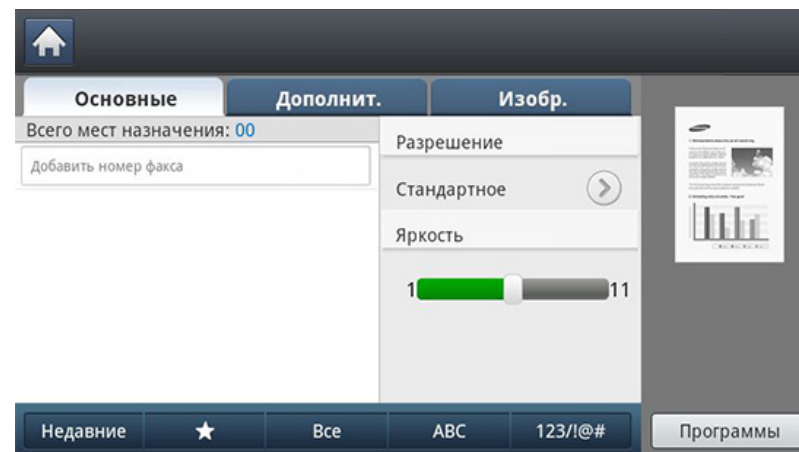 Основные
Дополнит.
Изобр.
Всего мест назначения: 00
Добавить номер факса
Разрешение
Стандартное
Яркость
1
11
Недавние
★
Все
ABC
123/!@#
Программы